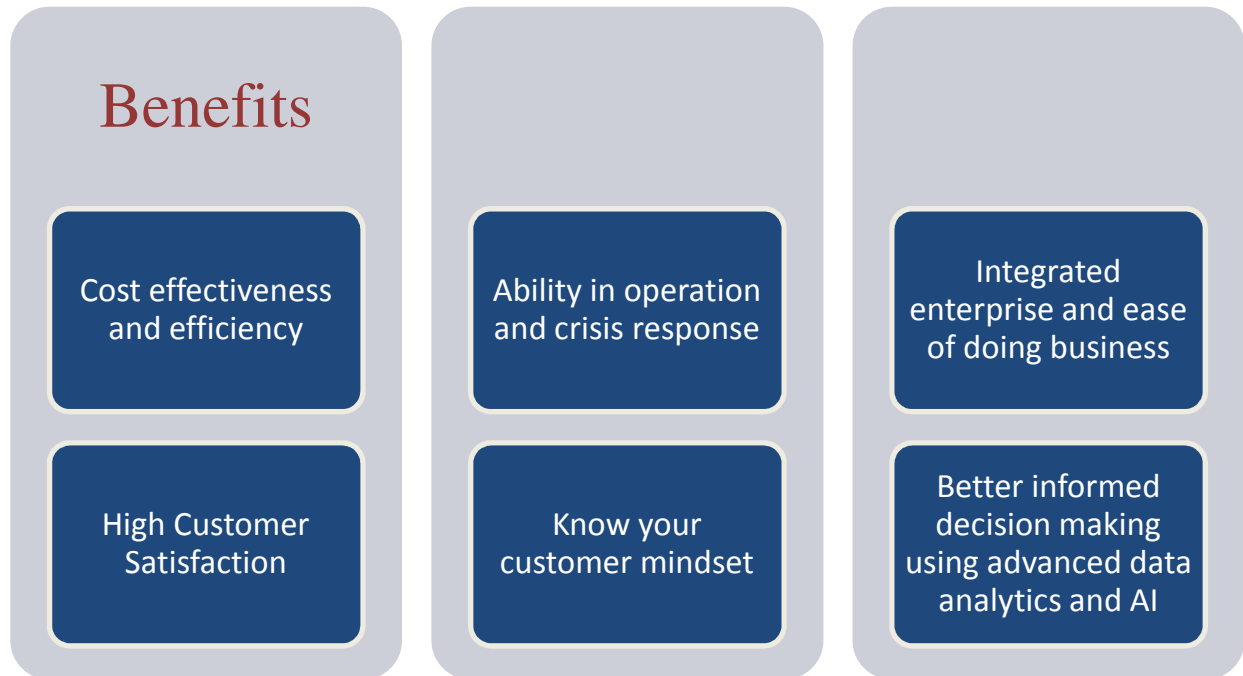 Benefits
Cost effectiveness
and efficiency
High Customer
Satisfaction
Ability in operation
and crisis response
Know your
customer mindset
Integrated
enterprise and ease
of doing business
Better informed
decision making
using advanced data
analytics and AI